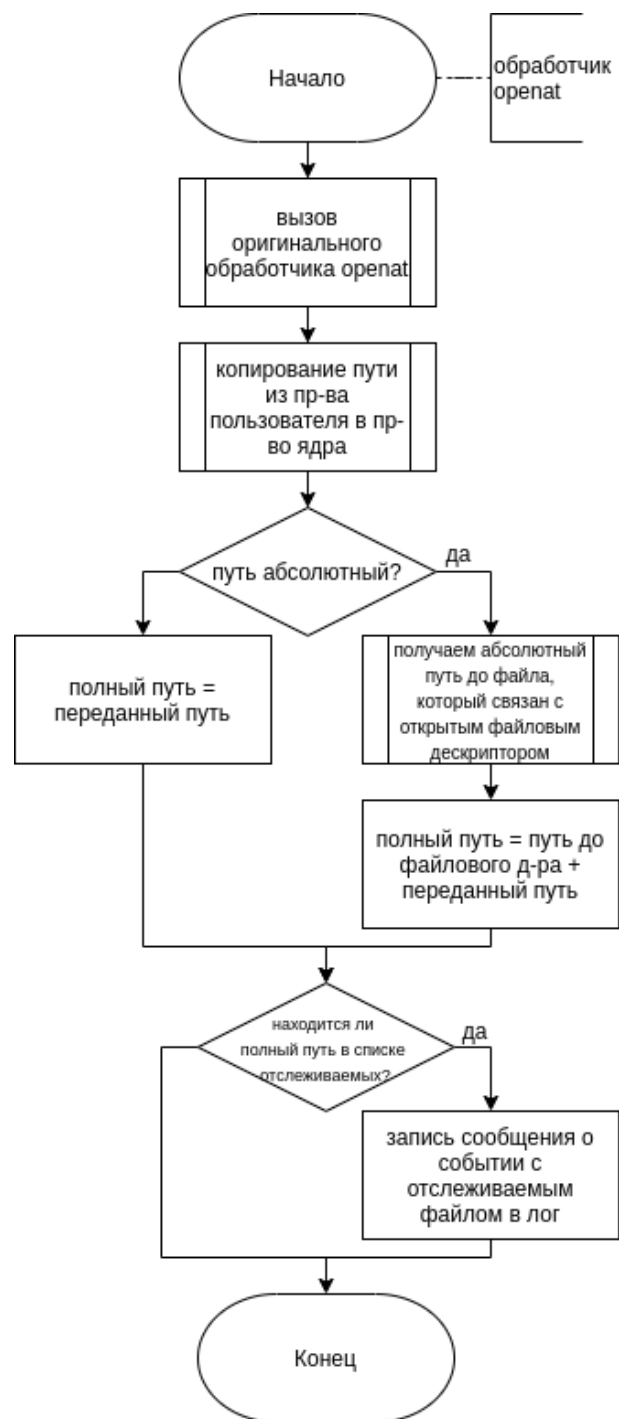 Начало
обработчик
openat
вызов
оригинального
обработчика openat
копирование пути
из пр-ва
пользователя в пр-
во ядра
путь абсолютный?
да
полный путь =
переданный путь
получаем абсолютный
путь до файла,
который связан с
открытым файловым
дескриптором
полный путь = путь до
файлового д-ра +
переданный путь
находится ли
полный путь в списке
отслеживаемых?
да
запись сообщения о
событии с
отслеживаемым
файлом в лог
Конец